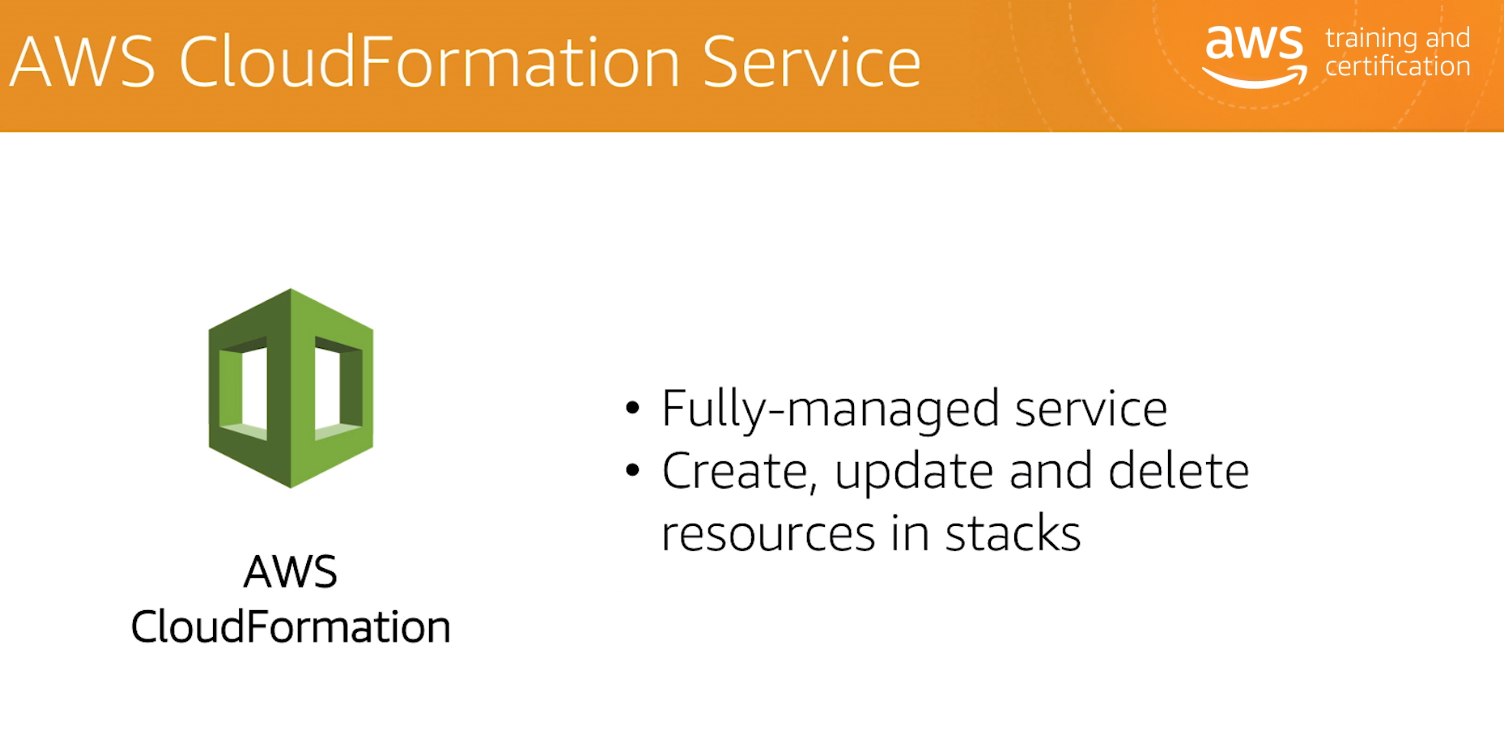 AWS CloudFormation Service
aws training and
certification
• Fully-managed service
• Create, update and delete
resources in stacks
AWS
CloudFormation